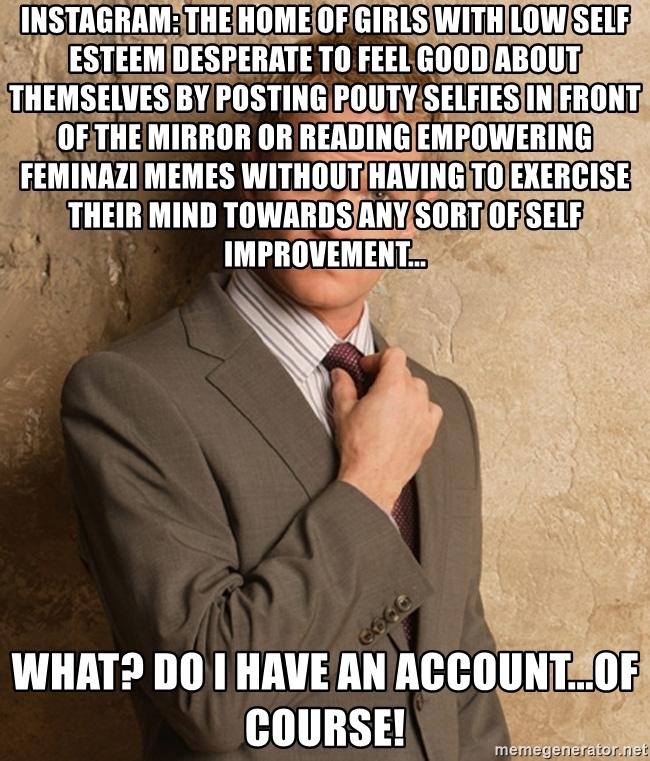 INSTAGRAM: THE HOME OF GIRLS WITH LOW SELF
ESTEEM DESPERATE TO FEEL GOOD ABOUT
THEMSELVES BY POSTING POUTY SELFIES IN FRONT
OF THE MIRROR OR READING EMPOWERING
FEMINAZI MEMES WITHOUT HAVING TO EXERCISE
THEIR MIND TOWARDS ANY SORT OF SELF
IMPROVEMENT...
WHAT? DO I HAVE AN ACCOUNT...OF
COURSE!
memegenerator.net